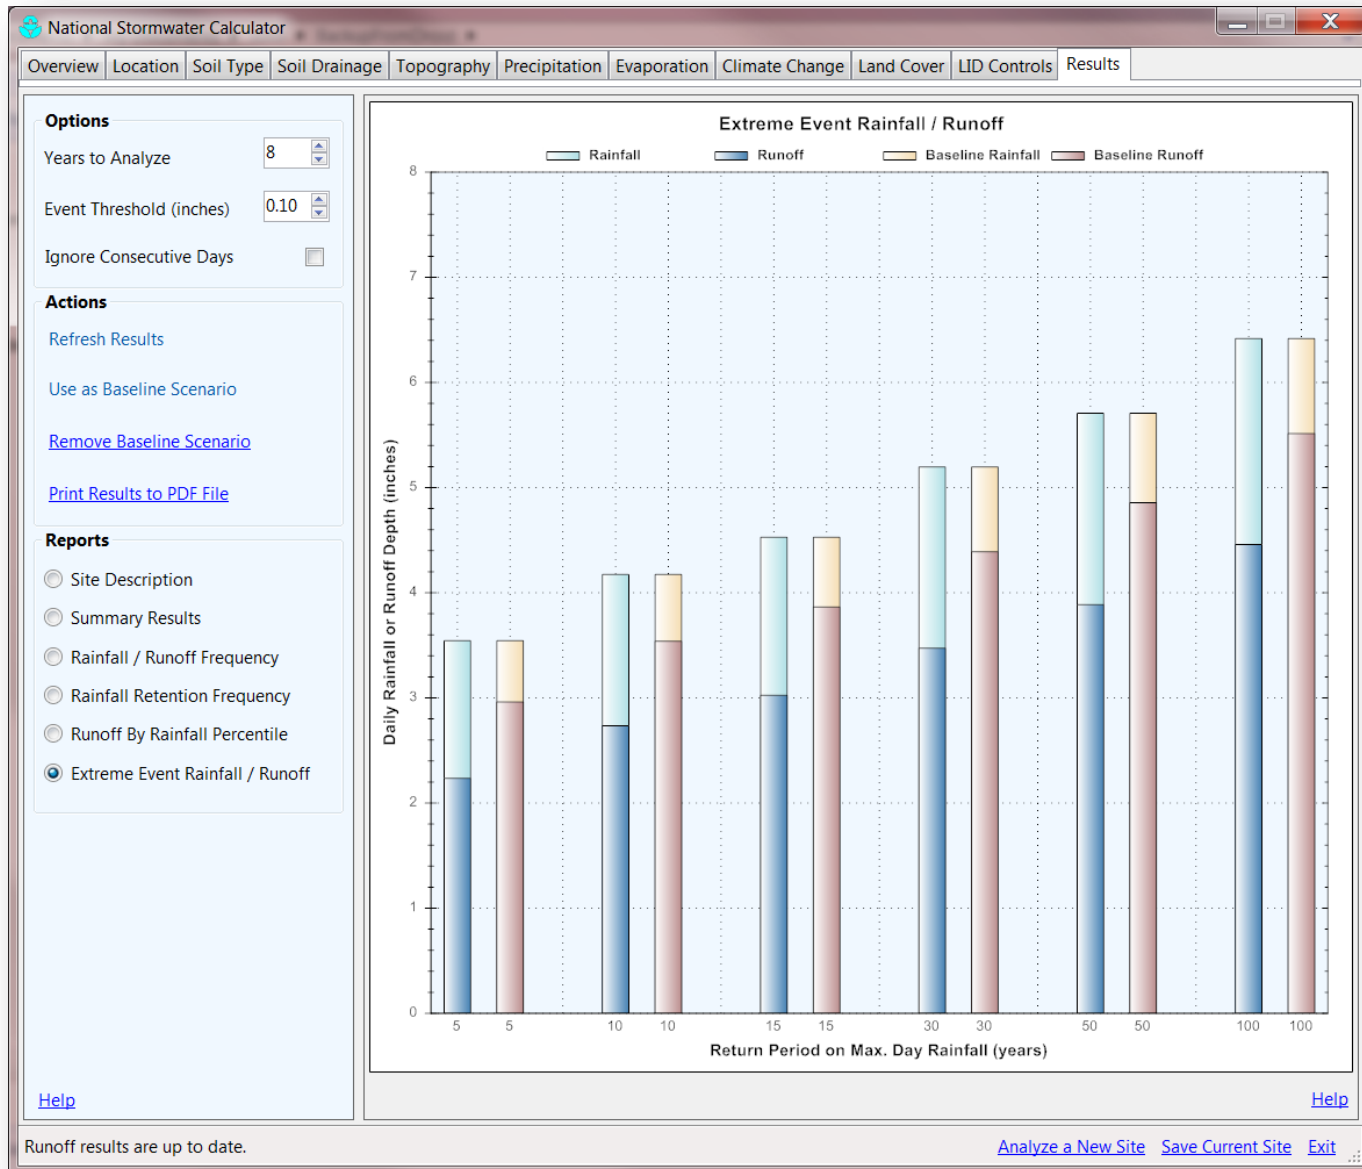 National Stormwater Calculator
Overview Location Soil Type Soil Drainage Topography Precipitation Evaporation Climate Change Land Cover LID Controls Results
Options
Years to Analyze 8
Event Threshold (inches) 0.10
Ignore Consecutive Days
Actions
Refresh Results
Use as Baseline Scenario
Remove Baseline Scenario
Print Results to PDF File
Reports
Site Description
Summary Results
Rainfall / Runoff Frequency
Rainfall Retention Frequency
Runoff By Rainfall Percentile
Extreme Event Rainfall / Runoff
Help
Extreme Event Rainfall / Runoff
Rainfall Runoff Baseline Rainfall Baseline Runoff
Daily Rainfall or Runoff Depth (inches)
8
7
6
5
4
3
2
1
0
5 5 10 10 15 15 30 30 50 50 100 100
Return Period on Max. Day Rainfall (years)
Help
Runoff results are up to date.
Analyze a New Site Save Current Site Exit